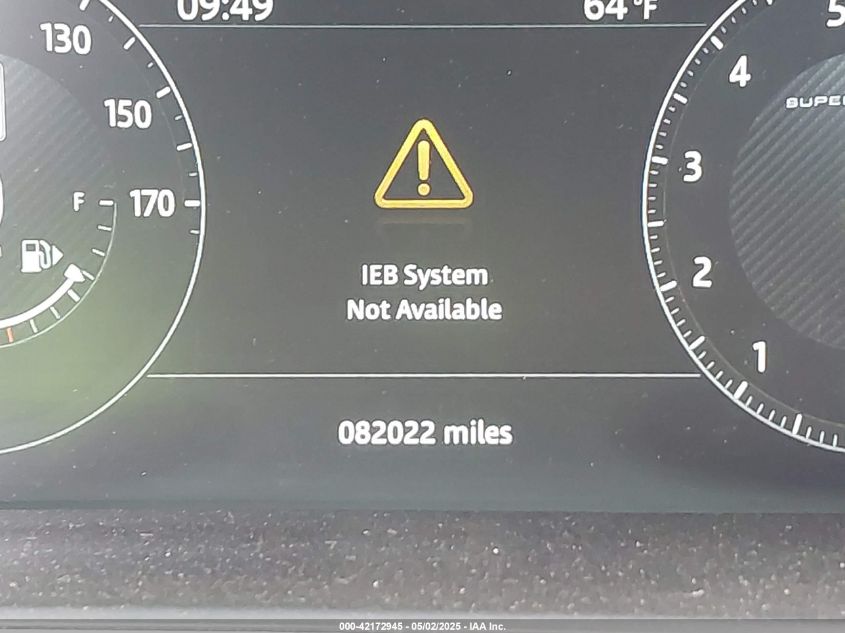 09:49
64°F
130
150
170
F
5
4
3
2
1
IEB System
Not Available
082022 miles
000-42172945 - 05/02/2025 - IAA Inc.